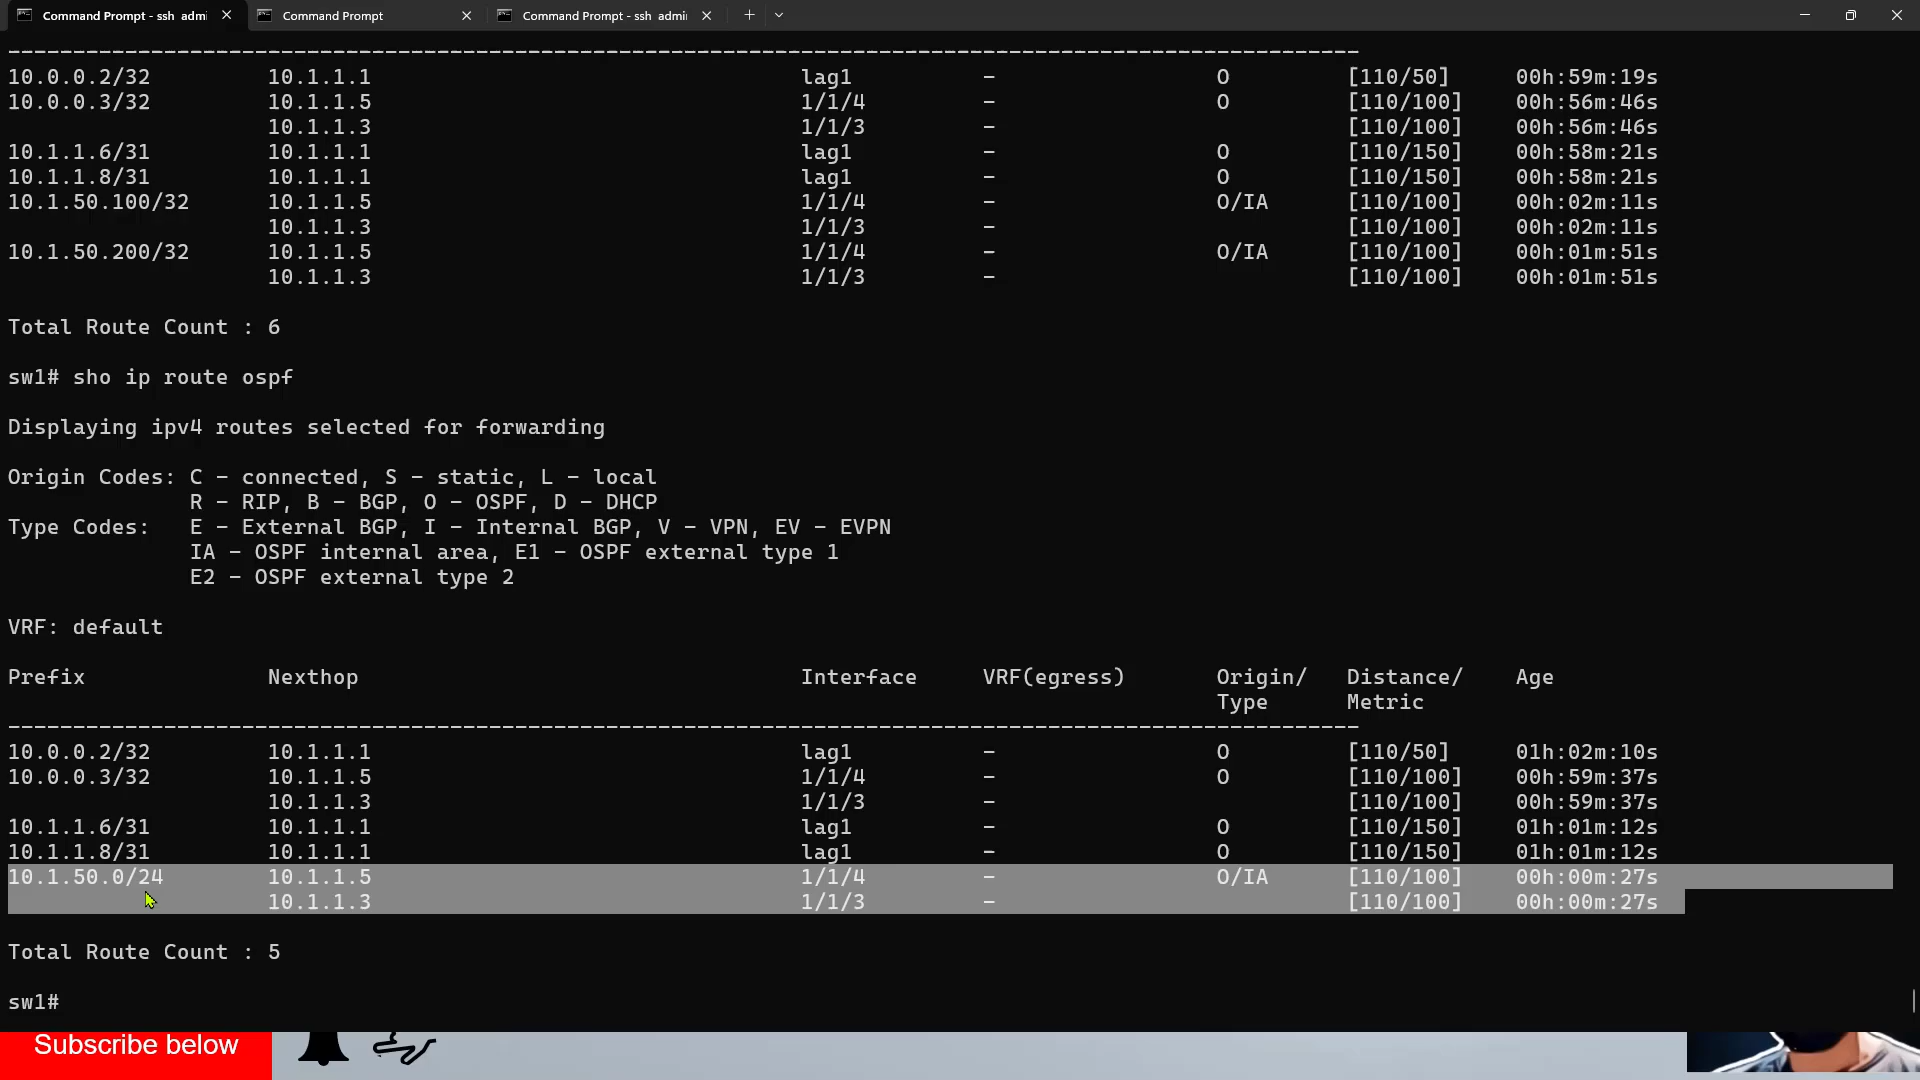 Command Prompt - ssh admi
Command Prompt
Command Prompt - ssh admi
10.0.0.2/32 10.1.1.1 lag1 - O [110/50] 00h:59m:19s
10.0.0.3/32 10.1.1.5 1/1/4 - O [110/100] 00h:56m:46s
10.1.1.3 1/1/3 - [110/100] 00h:56m:46s
10.1.1.6/31 10.1.1.1 lag1 - O [110/150] 00h:58m:21s
10.1.1.8/31 10.1.1.1 lag1 - O [110/150] 00h:58m:21s
10.1.50.100/32 10.1.1.5 1/1/4 - O/IA [110/100] 00h:02m:11s
10.1.1.3 1/1/3 - [110/100] 00h:02m:11s
10.1.50.200/32 10.1.1.5 1/1/4 - O/IA [110/100] 00h:01m:51s
10.1.1.3 1/1/3 - [110/100] 00h:01m:51s
Total Route Count : 6
sw1# sho ip route ospf
Displaying ipv4 routes selected for forwarding
Origin Codes: C - connected, S - static, L - local
R - RIP, B - BGP, O - OSPF, D - DHCP
Type Codes: E - External BGP, I - Internal BGP, V - VPN, EV - EVPN
IA - OSPF internal area, E1 - OSPF external type 1
E2 - OSPF external type 2
VRF: default
Prefix Nexthop Interface VRF(egress) Origin/ Distance/ Age
Type Metric
10.0.0.2/32 10.1.1.1 lag1 - O [110/50] 01h:02m:10s
10.0.0.3/32 10.1.1.5 1/1/4 - O [110/100] 00h:59m:37s
10.1.1.3 1/1/3 - [110/100] 00h:59m:37s
10.1.1.6/31 10.1.1.1 lag1 - O [110/150] 01h:01m:12s
10.1.1.8/31 10.1.1.1 lag1 - O [110/150] 01h:01m:12s
10.1.50.0/24 10.1.1.5 1/1/4 - O/IA [110/100] 00h:00m:27s
10.1.1.3 1/1/3 - [110/100] 00h:00m:27s
Total Route Count : 5
sw1#
Subscribe below